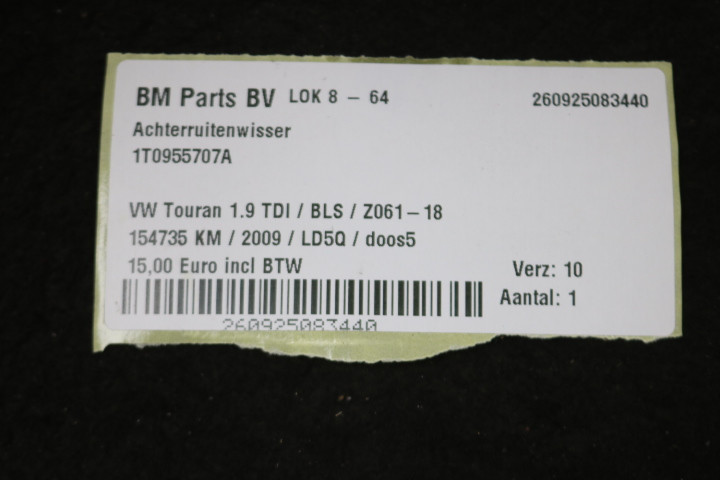 BM Parts BV LOK 8 - 64 260925083440
Achterruitenwisser
1T0955707A
VW Touran 1.9 TDI / BLS / Z061-18
154735 KM / 2009 / LD5Q / doos5
15,00 Euro incl BTW Verz: 10
Aantal: 1
260925083440